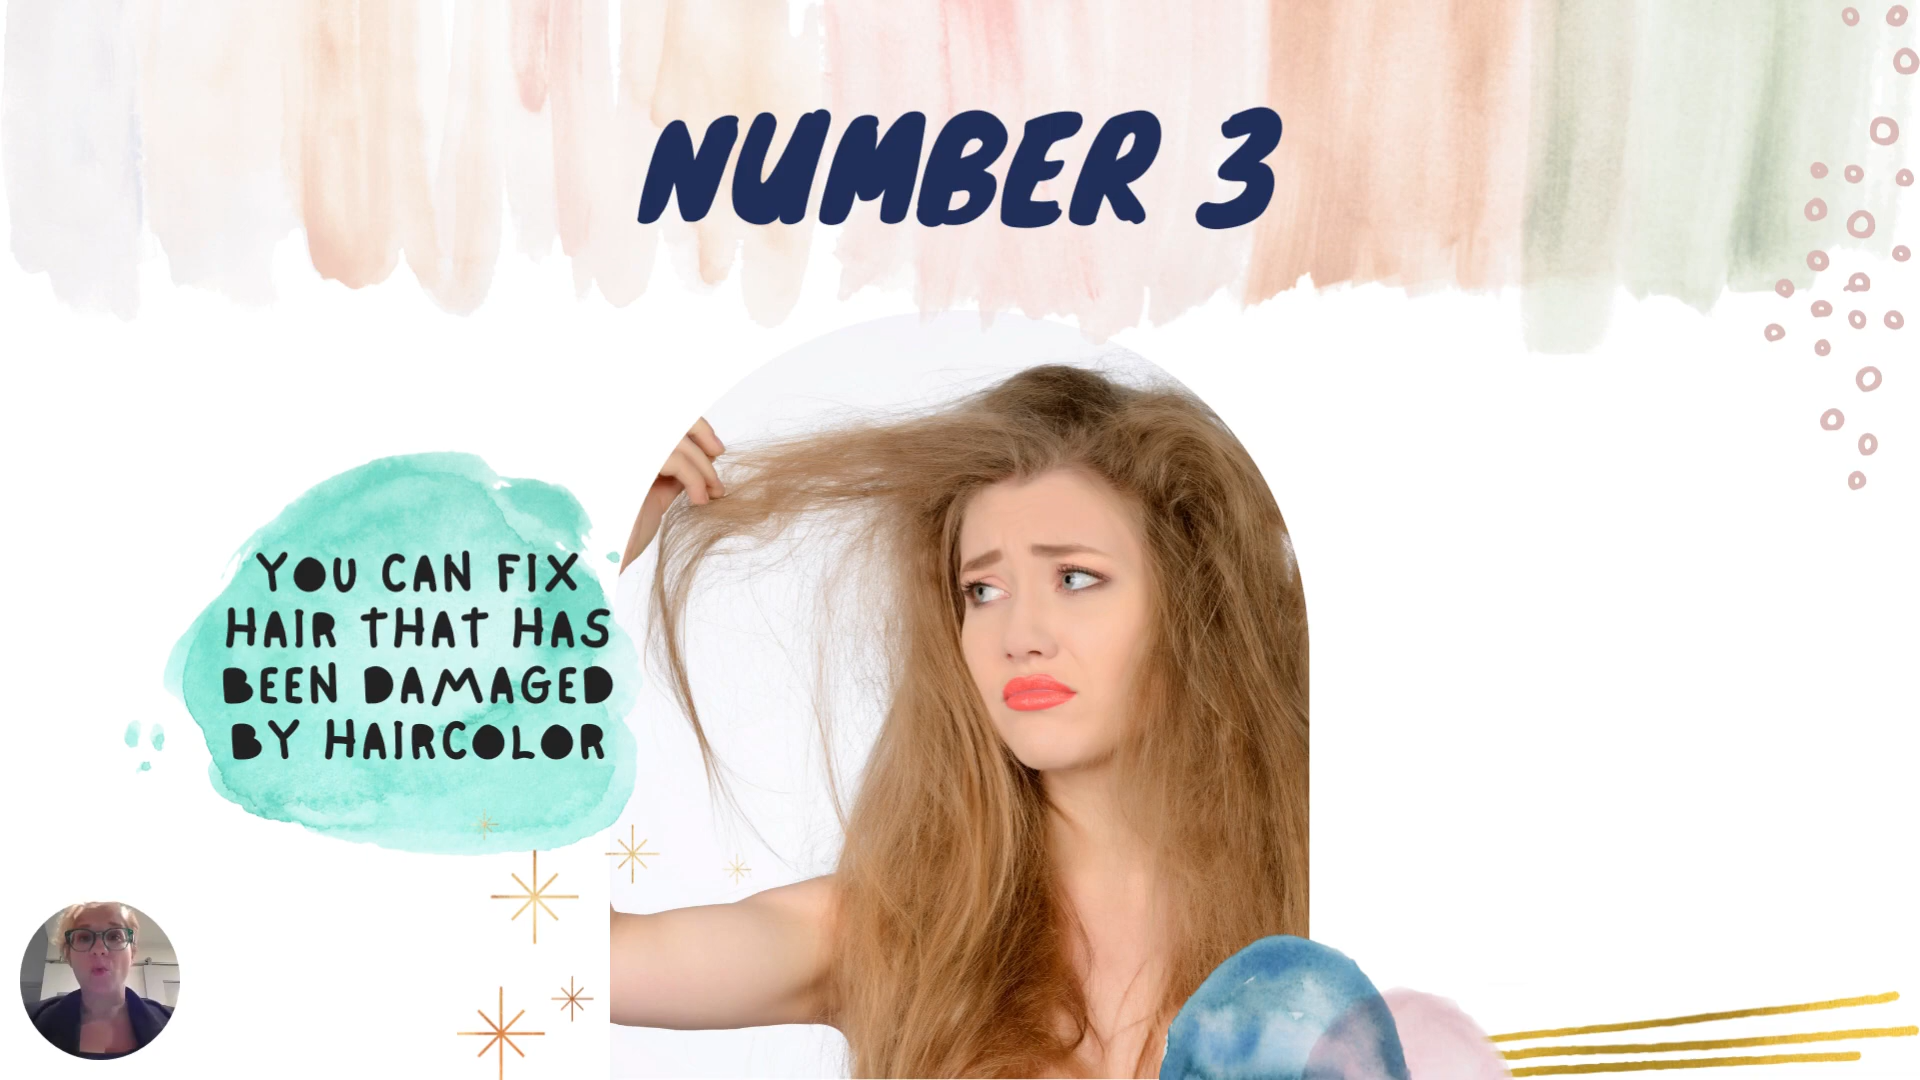 NUMBER 3
YOU CAN FIX
HAIR THAT HAS
BEEN DAMAGED
BY HAIRCOLOR